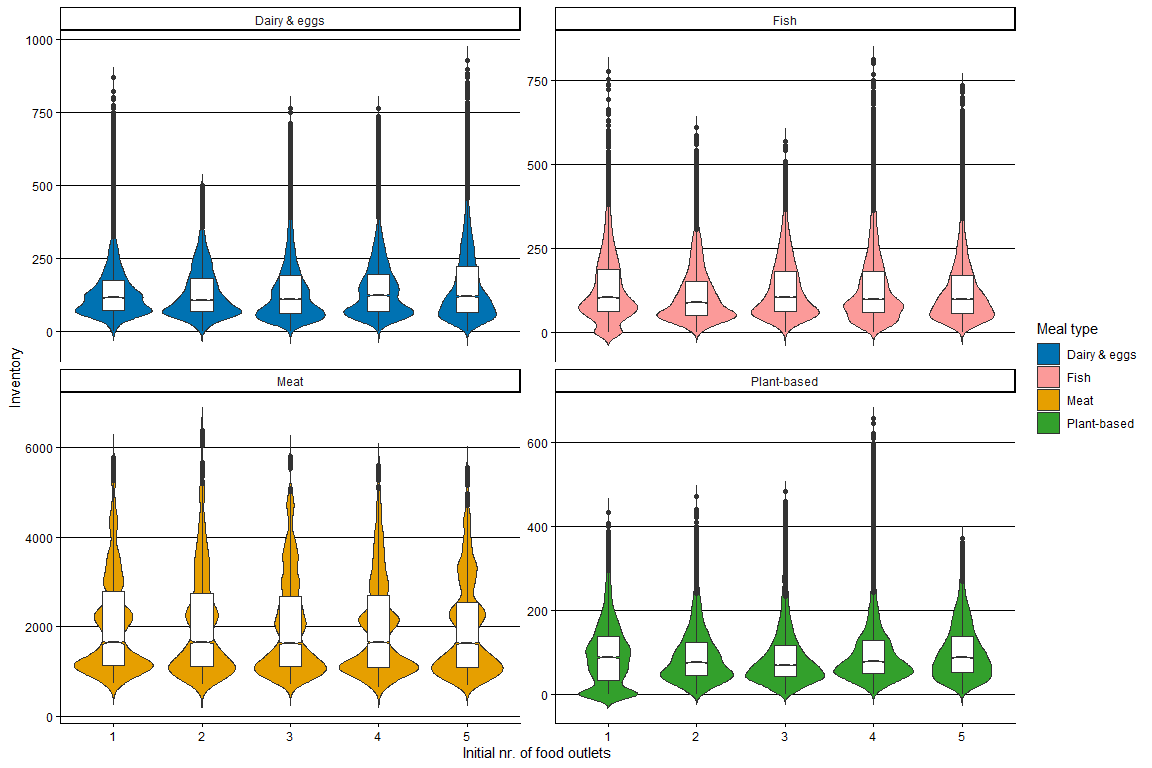 Dairy & eggs
Fish
1000
750
500
250
0
750
500
250
0
Inventory
Meat
Plant-based
6000
4000
2000
0
600
400
200
0
1 2 3 4 5
1 2 3 4 5
Initial nr. of food outlets
Meal type
Dairy & eggs
Fish
Meat
Plant-based